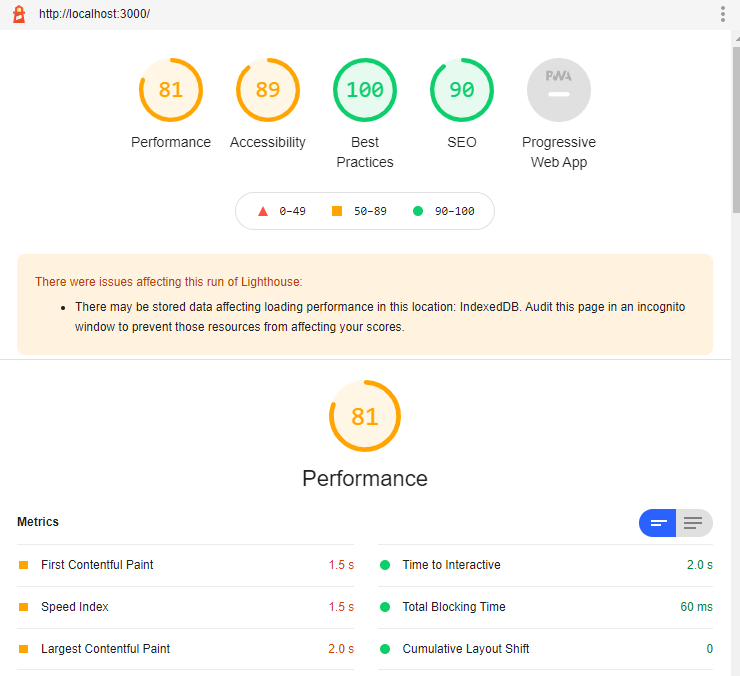 http://localhost:3000/
81
89
100
90
PWA
Performance
Accessibility
Best
Practices
SEO
Progressive
Web App
0–49
50–89
90–100
There were issues affecting this run of Lighthouse:
• There may be stored data affecting loading performance in this location: IndexedDB. Audit this page in an incognito
window to prevent those resources from affecting your scores.
81
Performance
Metrics
First Contentful Paint 1.5 s
Time to Interactive 2.0 s
Speed Index 1.5 s
Total Blocking Time 60 ms
Largest Contentful Paint 2.0 s
Cumulative Layout Shift 0